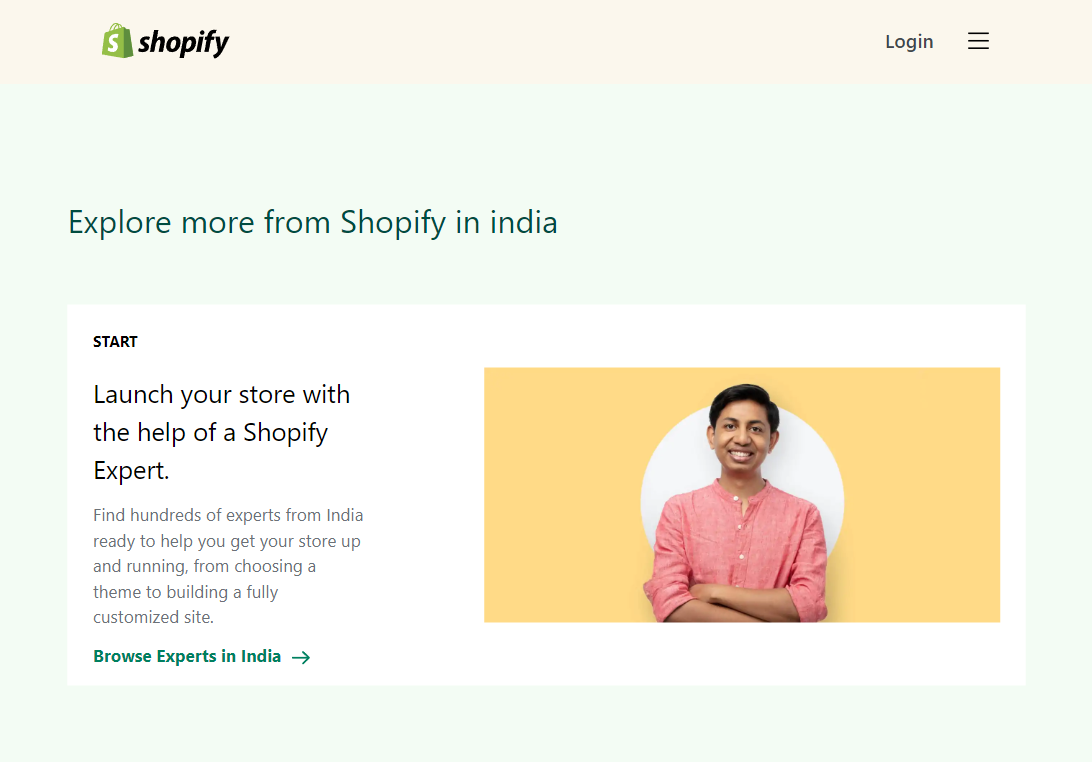 shopify
Login
Explore more from Shopify in india
START
Launch your store with
the help of a Shopify
Expert.
Find hundreds of experts from India
ready to help you get your store up
and running, from choosing a
theme to building a fully
customized site.
Browse Experts in India